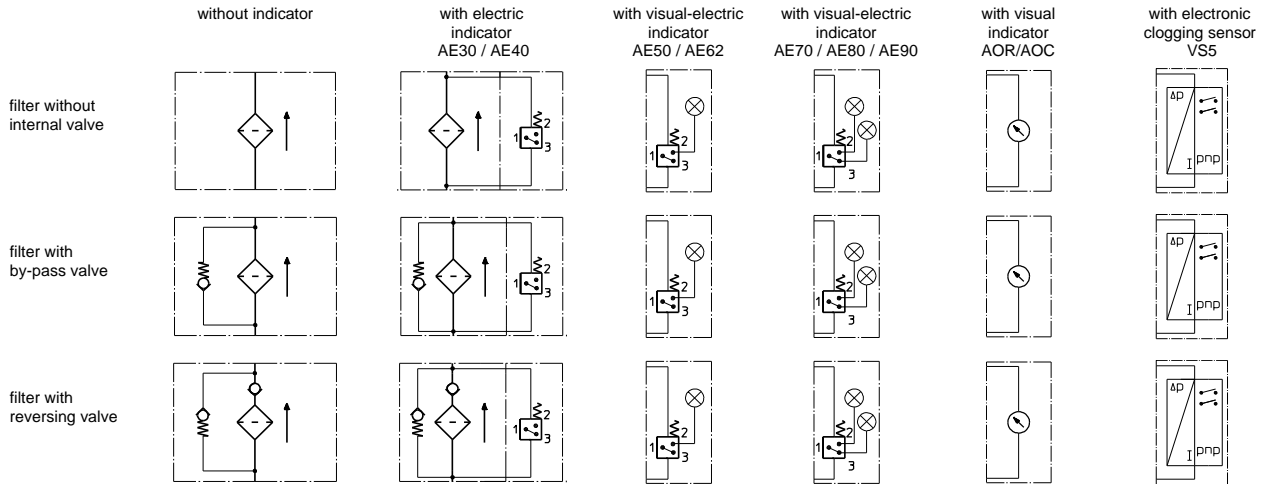 without indicator
with electric
indicator
AE30 / AE40
with visual-electric
indicator
AE50 / AE62
with visual-electric
indicator
AE70 / AE80 / AE90
with visual
indicator
AOR/AOC
with electronic
clogging sensor
VS5
filter without
internal valve
1 2 3
1 2 3
1 2 3
Δp
I pnp
filter with
by-pass valve
1 2 3
1 2 3
1 2 3
Δp
I pnp
filter with
reversing valve
1 2 3
1 2 3
1 2 3
Δp
I pnp